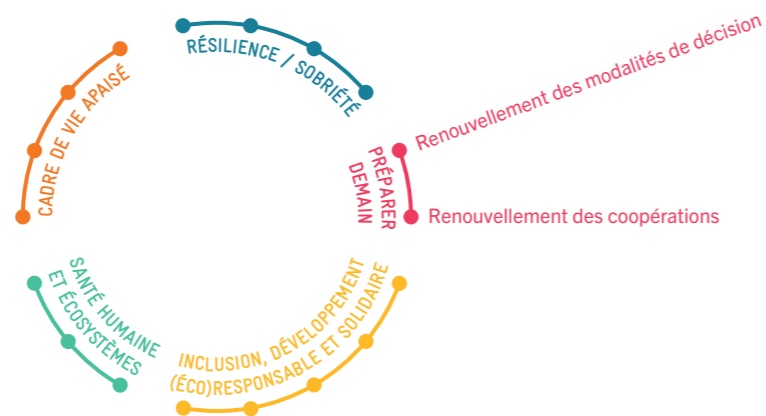 RÉSILIENCE / SOBRIÉTÉ
CADRE DE VIE APAISÉ
Renouvellement des modalités de décision
PRÉPARER
DEMAIN
Renouvellement des coopérations
SANTÉ HUMAINE
ET ÉCOSYSTÈMES
INCLUSION, DÉVELOPPEMENT
(ÉCO)RESPONSABLE ET SOLIDAIRE